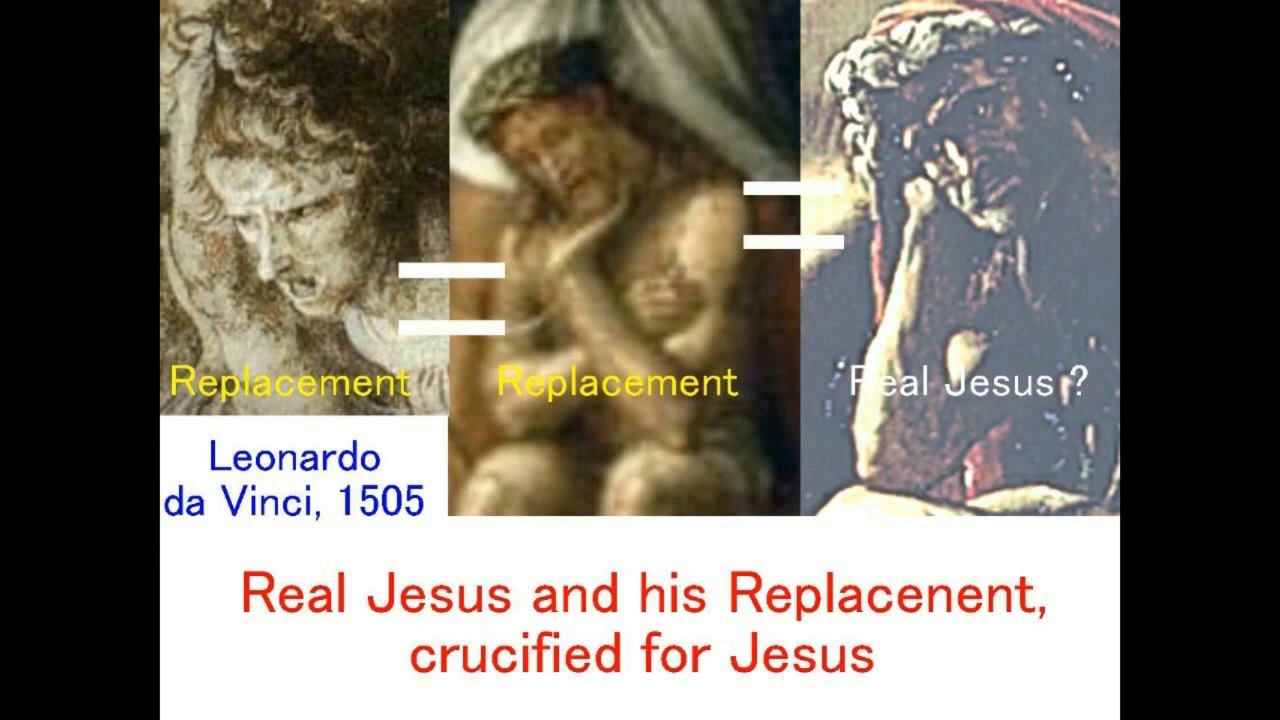 Replacement
Replacement
Real Jesus ?
Leonardo
da Vinci, 1505
Real Jesus and his Replacenent,
crucified for Jesus